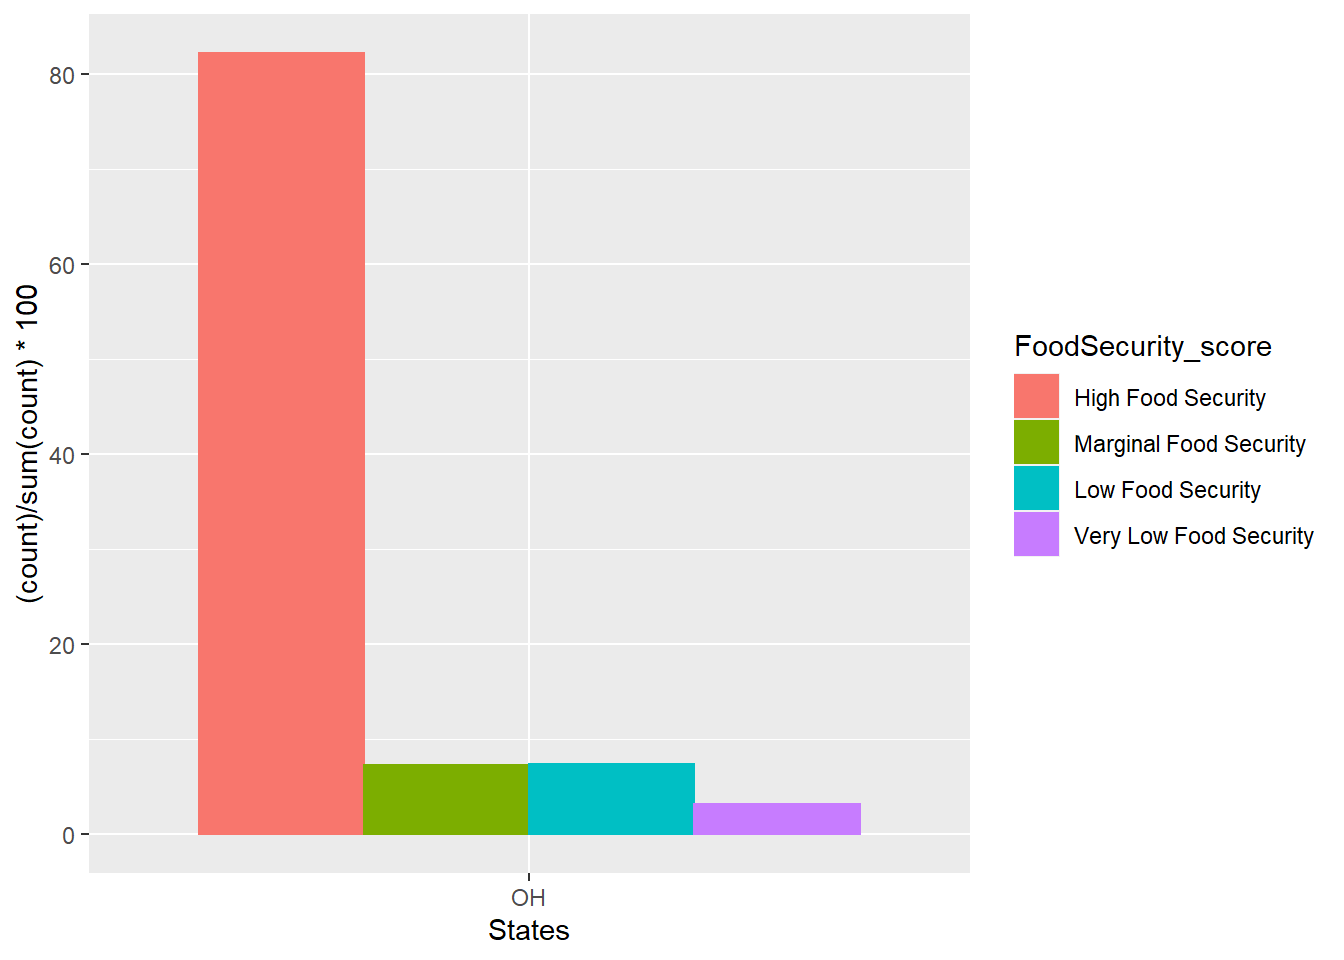 (count)/sum(count) * 100
80
60
40
20
0
OH
States
FoodSecurity_score
High Food Security
Marginal Food Security
Low Food Security
Very Low Food Security